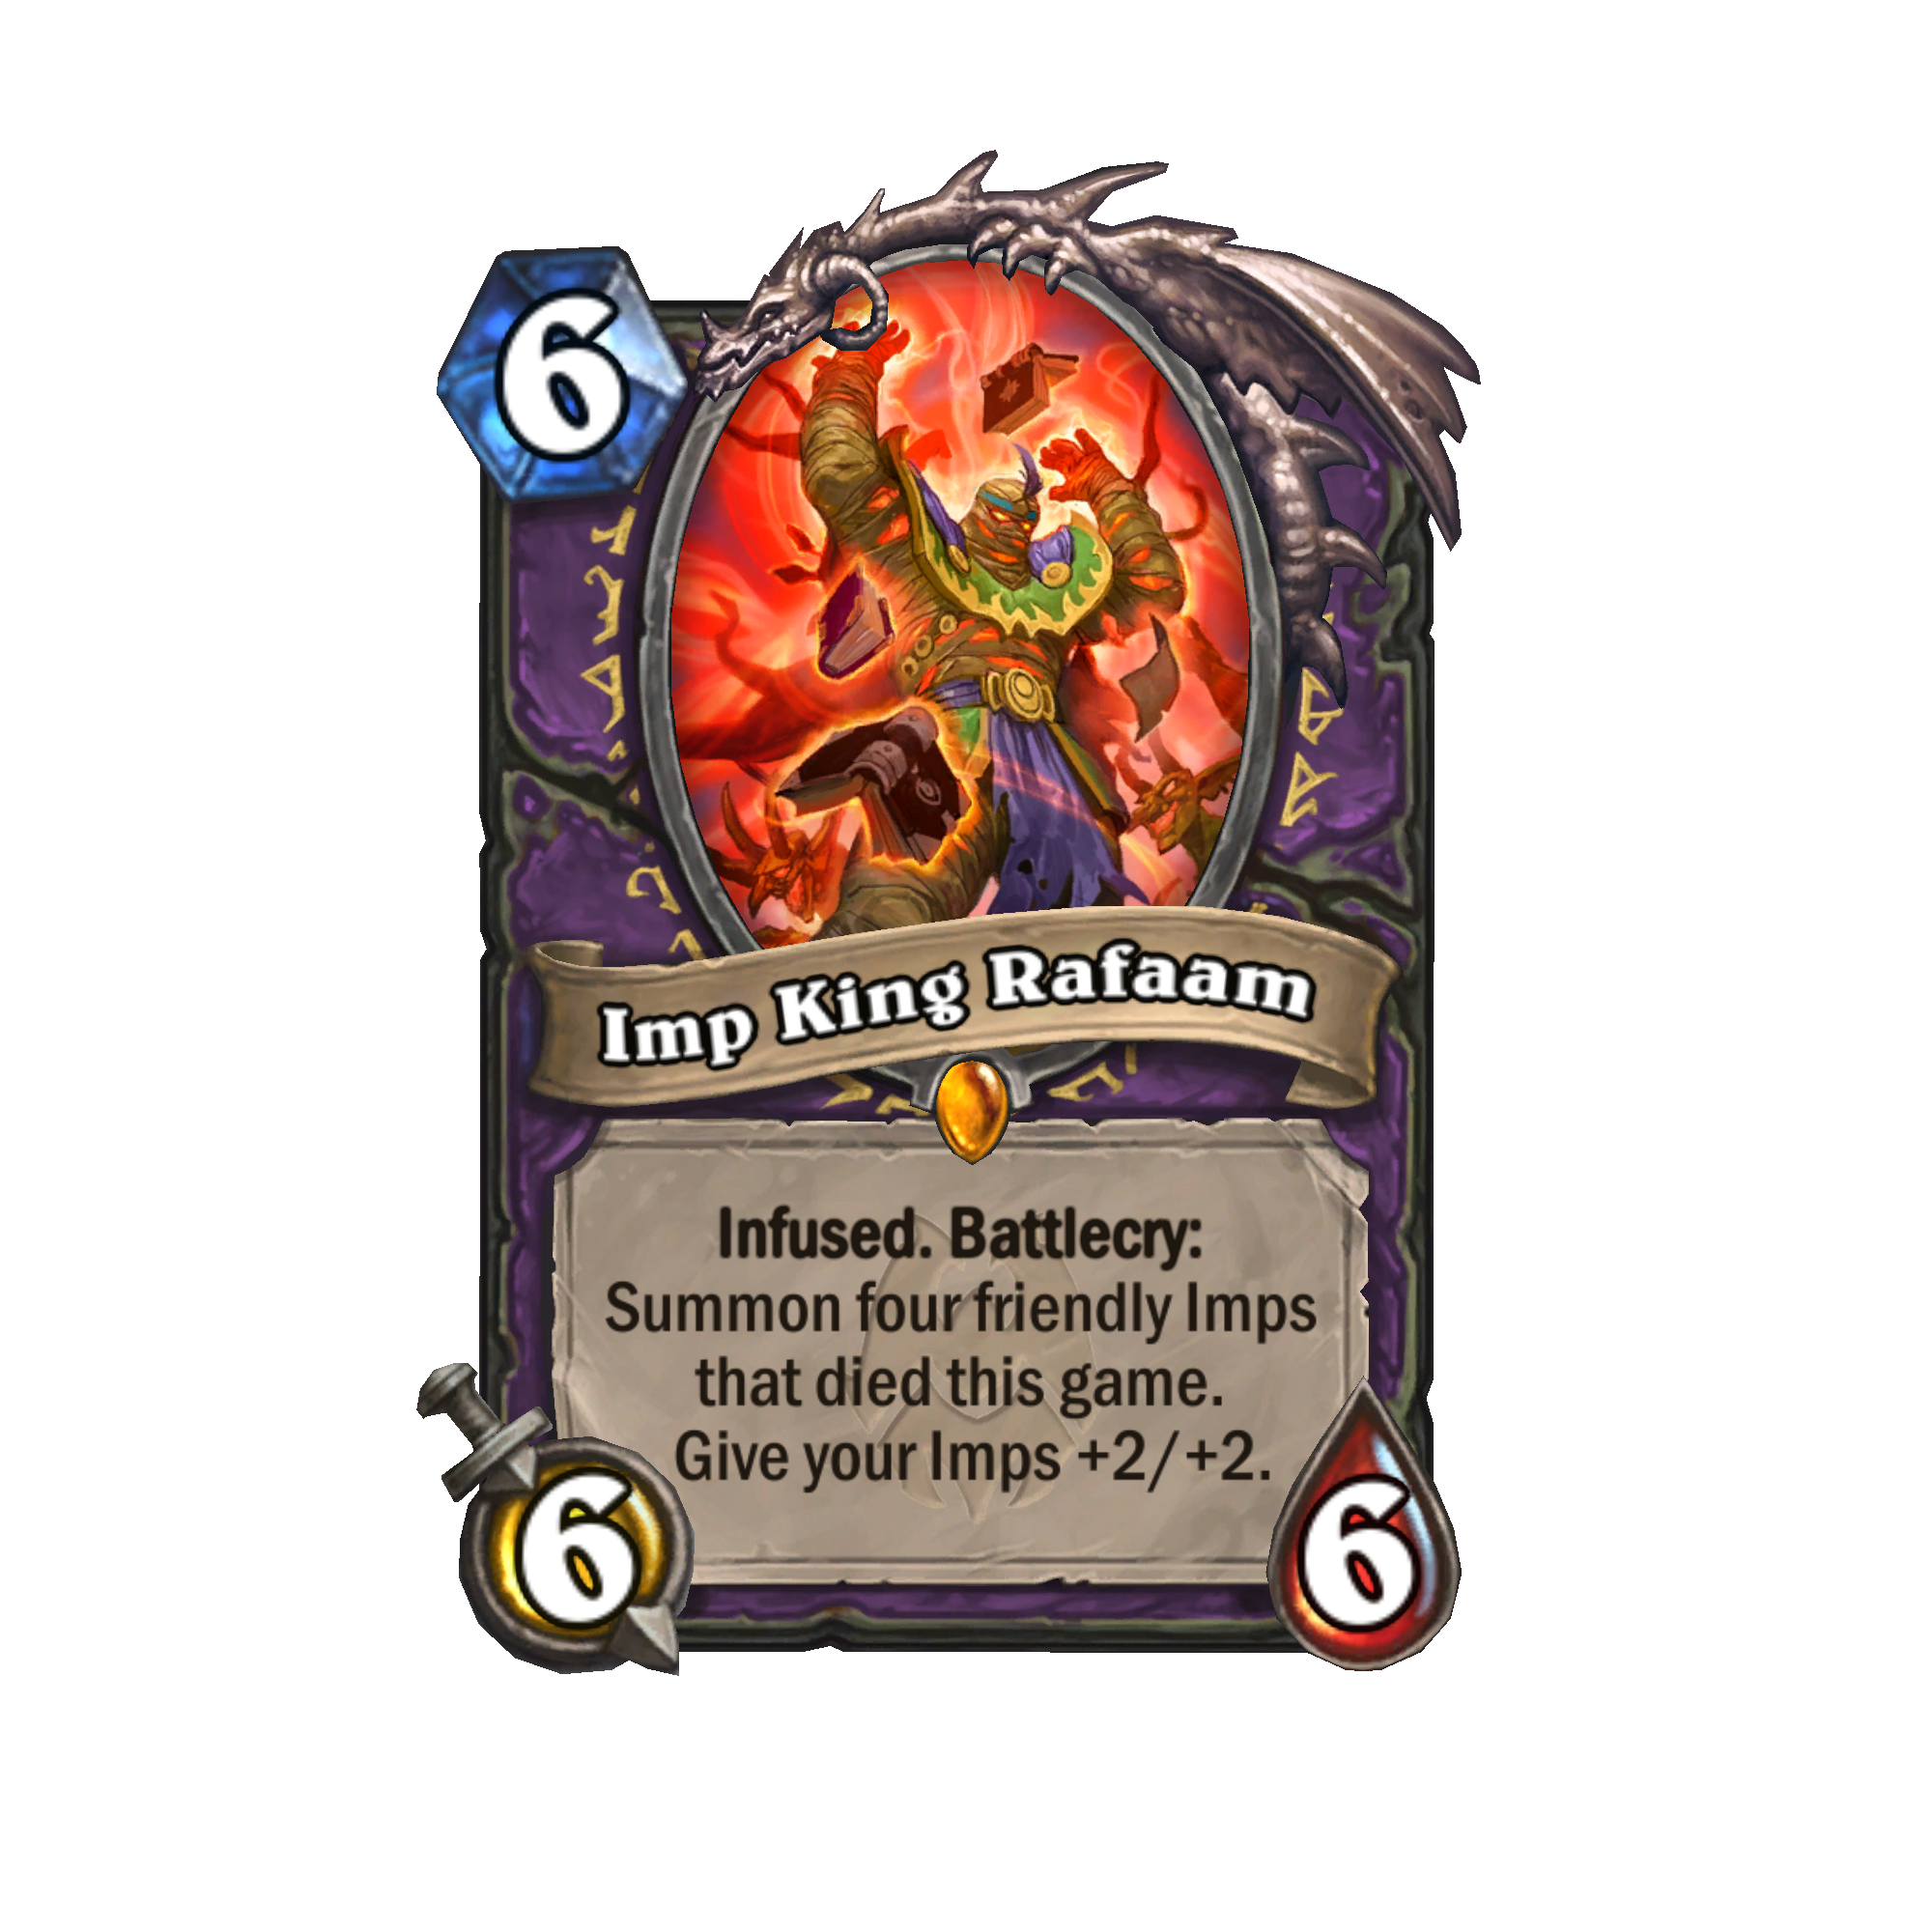 6
Imp King Rafaam
Infused. Battlecry:
Summon four friendly Imps
that died this game.
Give your Imps +2/+2.
6
6